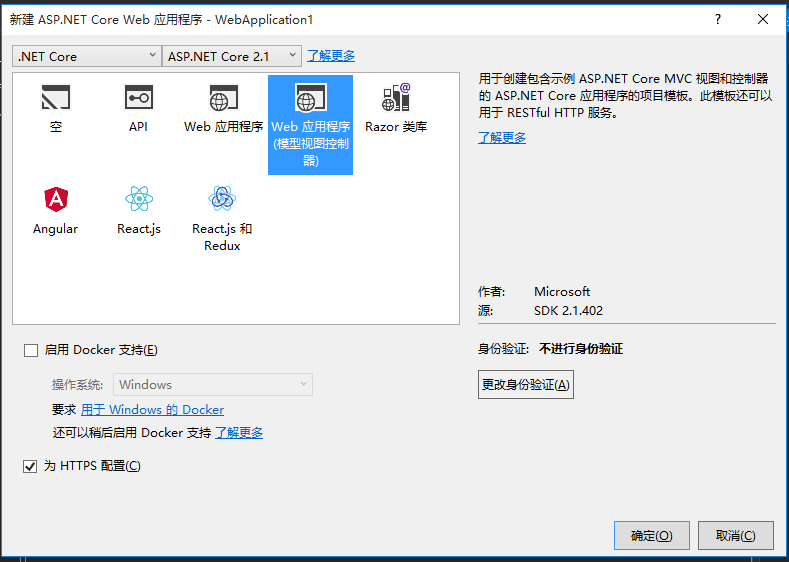 新建 ASP.NET Core Web 应用程序 - WebApplication1
.NET Core
ASP.NET Core 2.1
了解更多
空
API
Web 应用程序
Web 应用程序
(模型视图控制
器)
Razor 类库
Angular
React.js
React.js 和
Redux
用于创建包含示例 ASP.NET Core MVC 视图和控制器
的 ASP.NET Core 应用程序的项目模板。此模板还可以
用于 RESTful HTTP 服务。
了解更多
作者: Microsoft
源: SDK 2.1.402
身份验证: 不进行身份验证
更改身份验证(A)
启用 Docker 支持(E)
操作系统: Windows
要求 用于 Windows 的 Docker
还可以稍后启用 Docker 支持 了解更多
为 HTTPS 配置(C)
确定(O)
取消(C)